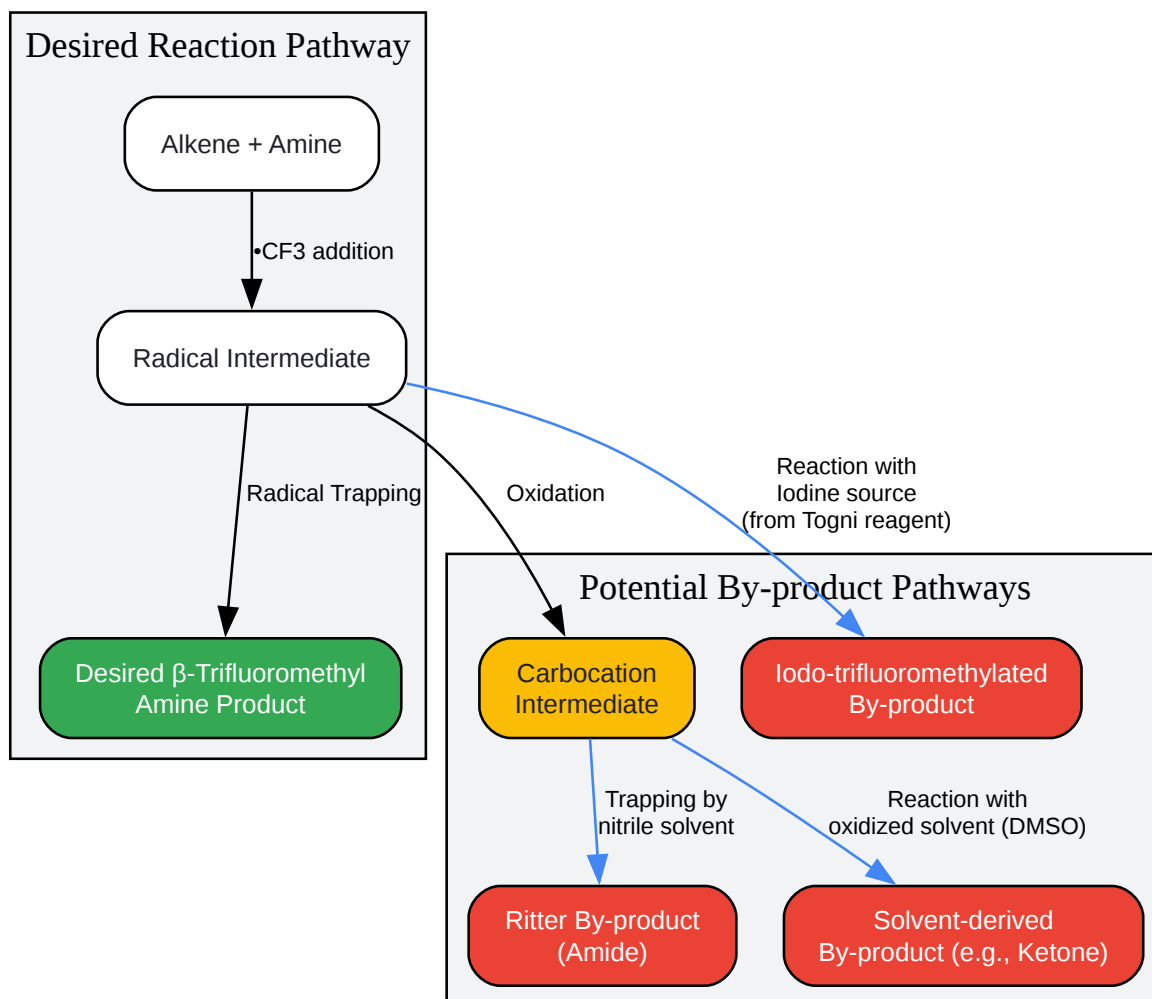 Desired Reaction Pathway
Alkene + Amine
•CF3 addition
Radical Intermediate
Radical Trapping
Oxidation
Reaction with
Iodine source
(from Togni reagent)
Potential By-product Pathways
Desired β-Trifluoromethyl
Amine Product
Carbocation
Intermediate
Iodo-trifluoromethylated
By-product
Trapping by
nitrile solvent
Reaction with
oxidized solvent (DMSO)
Ritter By-product
(Amide)
Solvent-derived
By-product (e.g., Ketone)